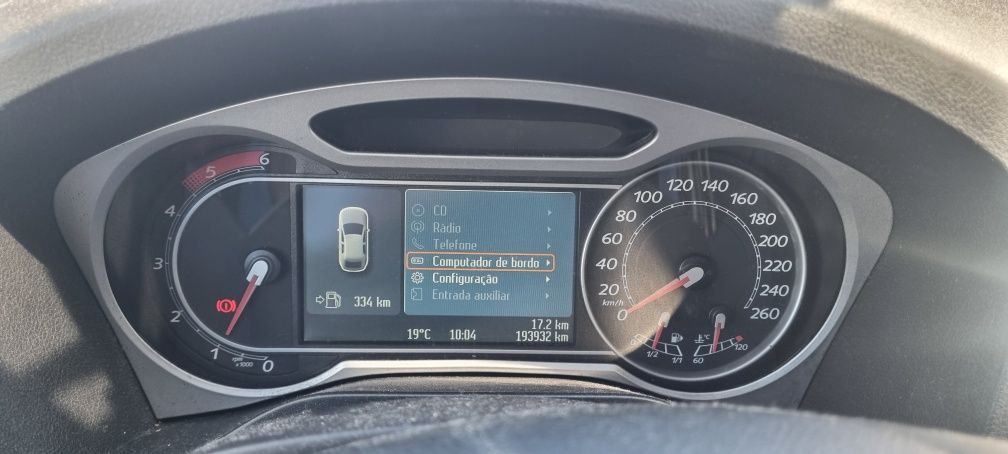 6
5
4
3
2
1
0
rpm
x1000
CD
Rádio
Telefone
Computador de bordo
Configuração
Entrada auxiliar
334 km
17.2 km
19°C 10:04 193932 km
0
20
40
60
80
100
120
140
160
180
200
220
240
260
km/h
1/2
1/1
°C
60
120